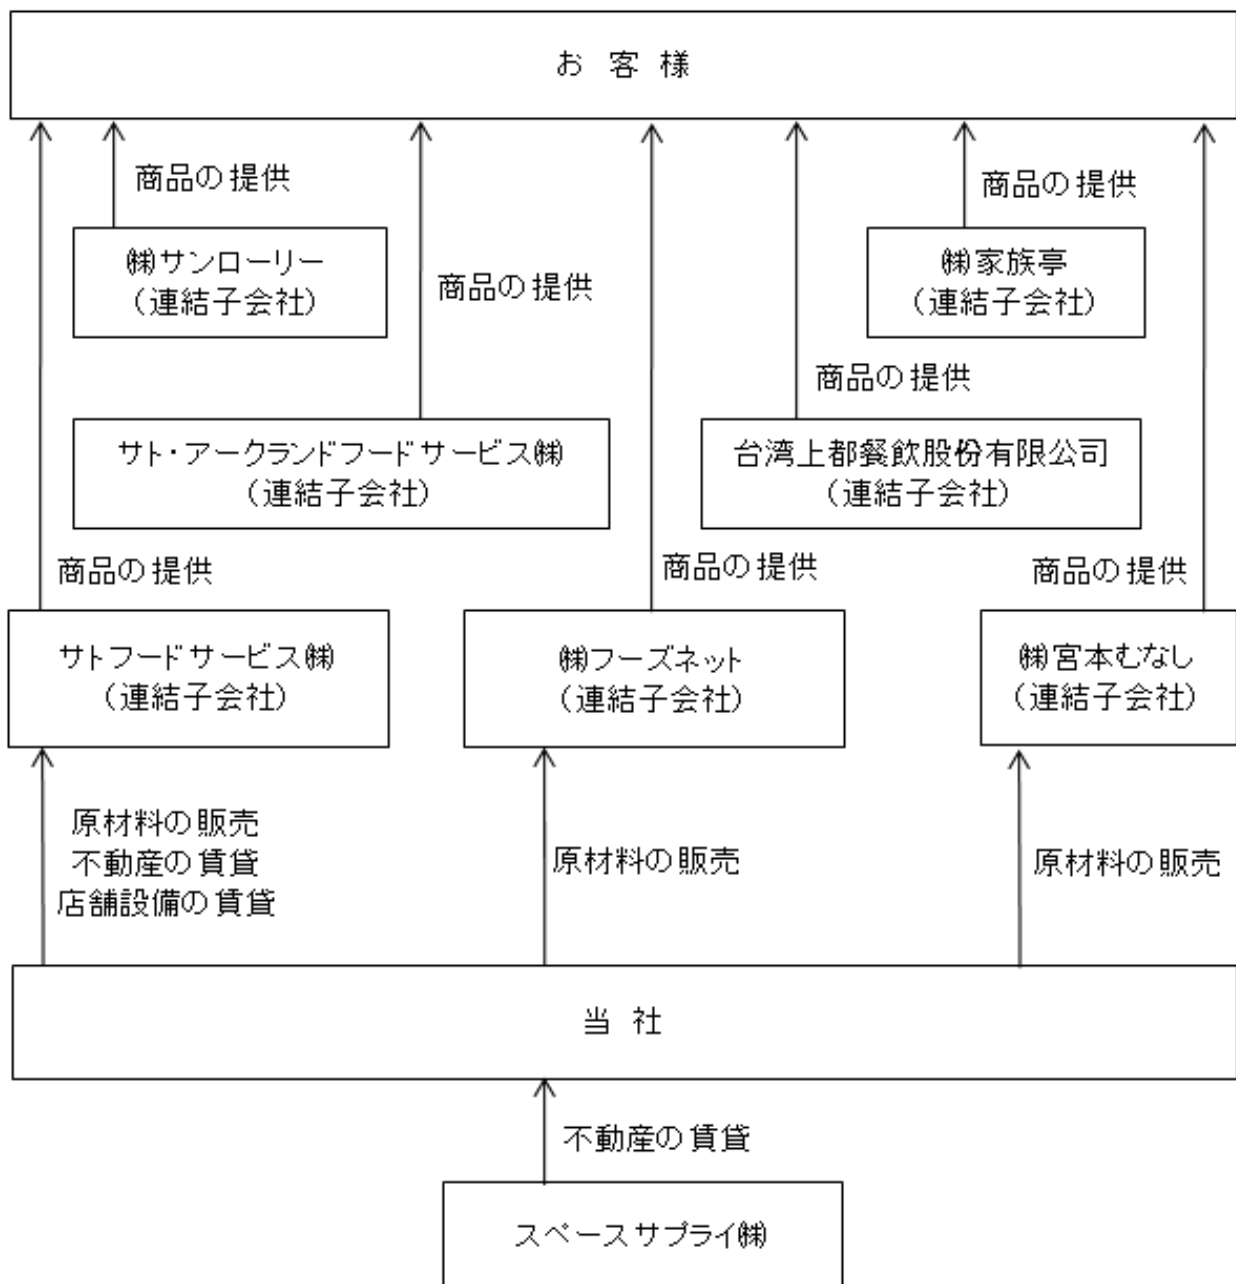 お客様
商品の提供
商品の提供
㈱サンローリー
（連結子会社）
㈱家族亭
（連結子会社）
商品の提供
商品の提供
サト・アークランドフードサービス㈱
（連結子会社）
台湾上都餐飲股份有限公司
（連結子会社）
商品の提供
商品の提供
商品の提供
サトフードサービス㈱
（連結子会社）
㈱フーズネット
（連結子会社）
㈱宮本むなし
（連結子会社）
原材料の販売
不動産の賃貸
店舗設備の賃貸
原材料の販売
原材料の販売
当社
不動産の賃貸
スペースサプライ㈱